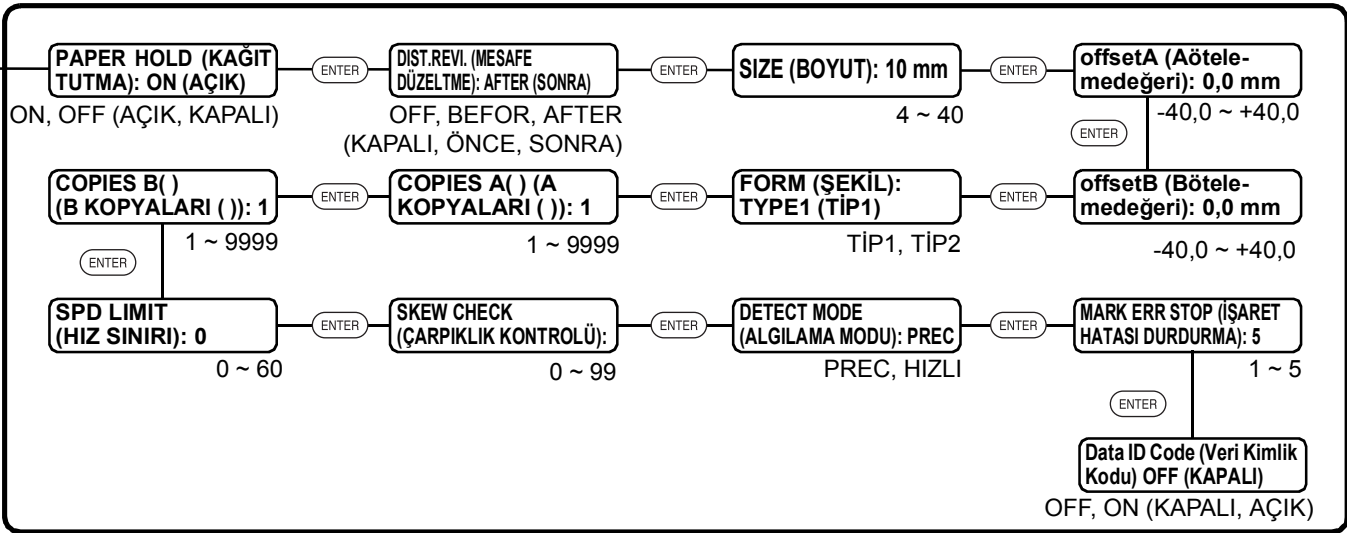 PAPER HOLD (KAĞIT
TUTMA): ON (AÇIK)
ON, OFF (AÇIK, KAPALI)
ENTER
DIST.REVI. (MESAFE
DÜZELTME): AFTER (SONRA)
OFF, BEFOR, AFTER
(KAPALI, ÖNCE, SONRA)
ENTER
SIZE (BOYUT): 10 mm
4 ~ 40
ENTER
offsetA (Aötele-
medeğeri): 0,0 mm
-40,0 ~ +40,0
ENTER
offsetB (Bötele-
medeğeri): 0,0 mm
-40,0 ~ +40,0
ENTER
FORM (ŞEKİL):
TYPE1 (TİP1)
TİP1, TİP2
ENTER
COPIES A( ) (A
KOPYALARI ( )): 1
1 ~ 9999
ENTER
COPIES B( )
(B KOPYALARI ( )): 1
1 ~ 9999
ENTER
SPD LIMIT
(HIZ SINIRI): 0
0 ~ 60
ENTER
SKEW CHECK
(ÇARPIKLIK KONTROLÜ):
0 ~ 99
ENTER
DETECT MODE
(ALGILAMA MODU): PREC
PREC, HIZLI
ENTER
MARK ERR STOP (İŞARET
HATASI DURDURMA): 5
1 ~ 5
ENTER
Data ID Code (Veri Kimlik
Kodu) OFF (KAPALI)
OFF, ON (KAPALI, AÇIK)